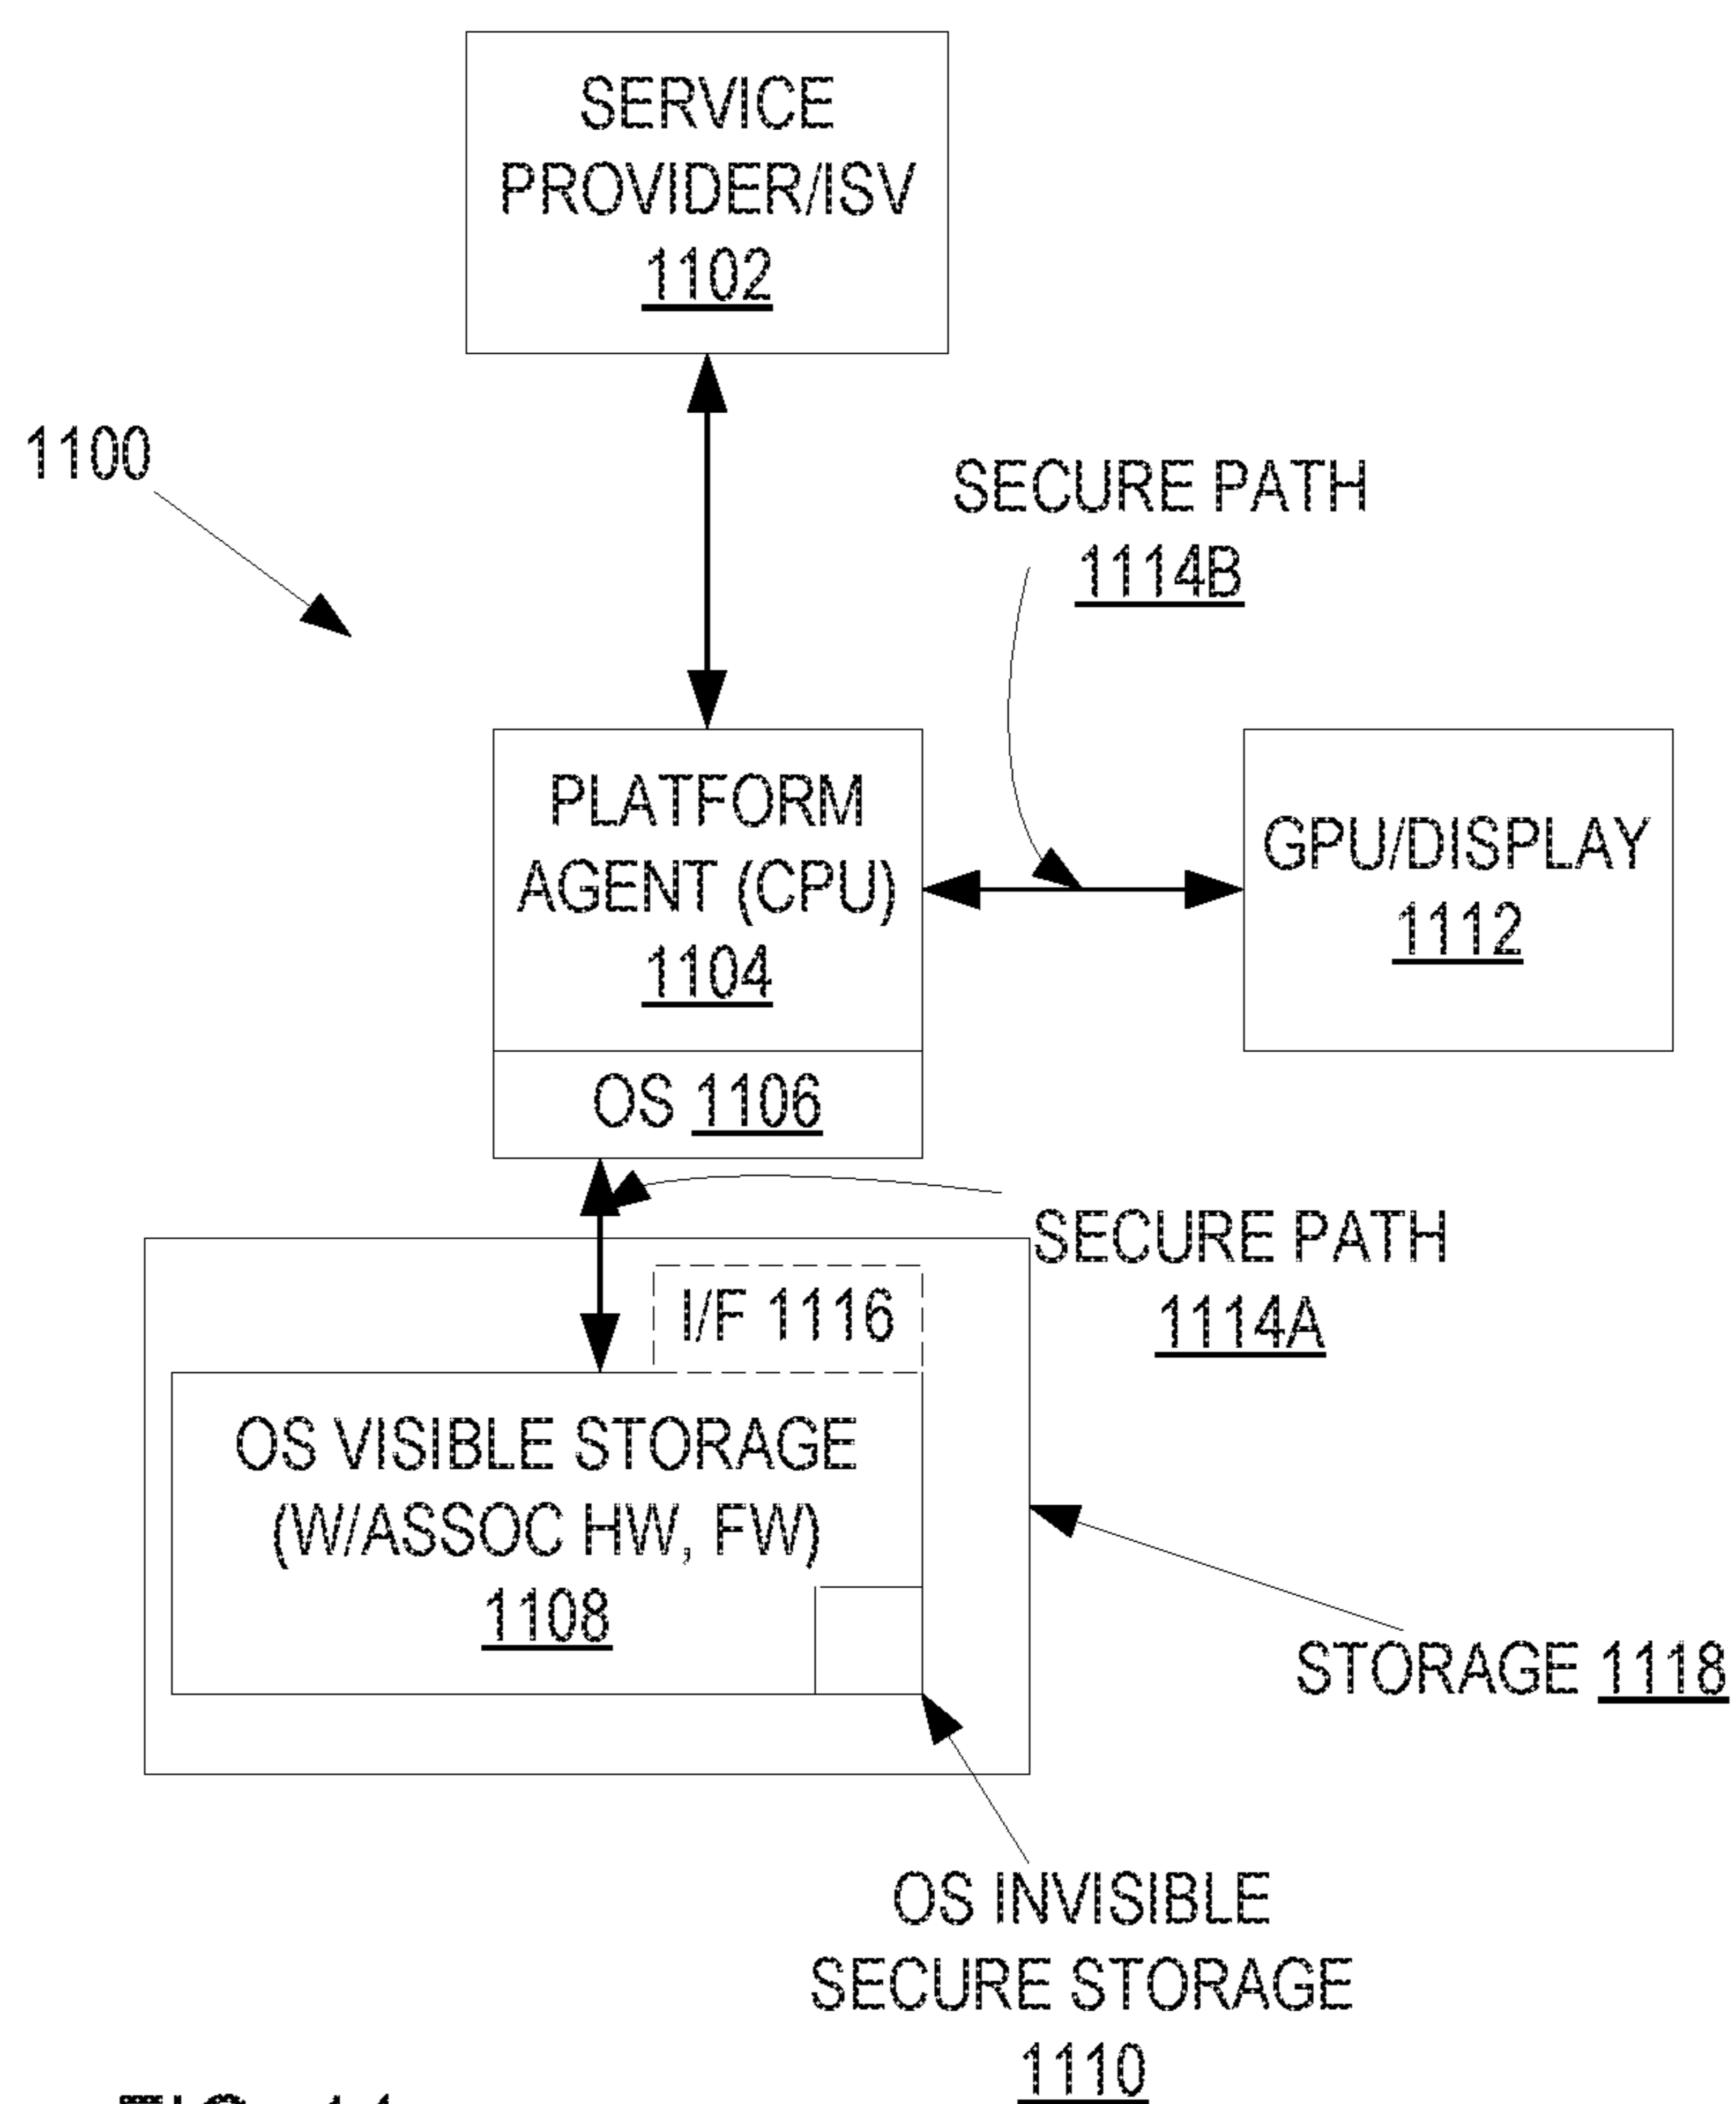 SERVICE
PROVIDER/ISV
1102
1100
SECURE PATH
1114B
PLATFORM
AGENT (CPU)
1104
GPU/DISPLAY
1112
OS 1106
SECURE PATH
1114A
I/F 1116
OS VISIBLE STORAGE
(W/ASSOC HW, FW)
1108
STORAGE 1118
OS INVISIBLE
SECURE STORAGE
1110